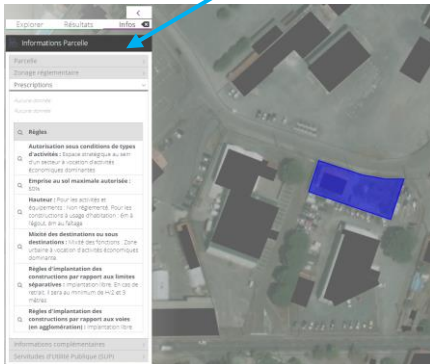 Explorer Résultats Infos
Informations Parcelle
Parcelle
Zonage réglementaire
Prescriptions
Aucune donnée
Aucune donnée
Règles
Autorisation sous conditions de types
d'activités : Espace stratégique au sein
d'un secteur à vocation d'activités
économiques dominantes
Emprise au sol maximale autorisée :
60%
Hauteur : Pour les activités et
équipements : Non règlementé. Pour les
constructions à usage d'habitation : 6m à
l'égout, 9m au faîtage
Mixité des destinations ou sous
destinations : Mixité des fonctions : Zone
urbaine à vocation d'activités économiques
dominante.
Règles d'implantation des
constructions par rapport aux limites
séparatives : Implantation libre. En cas de
retrait, il sera au minimum de H/2 et 3
mètres
Règles d'implantation des
constructions par rapport aux voies
(en agglomération) : Implantation libre
Informations complémentaires
Servitudes d'Utilité Publique (SUP)